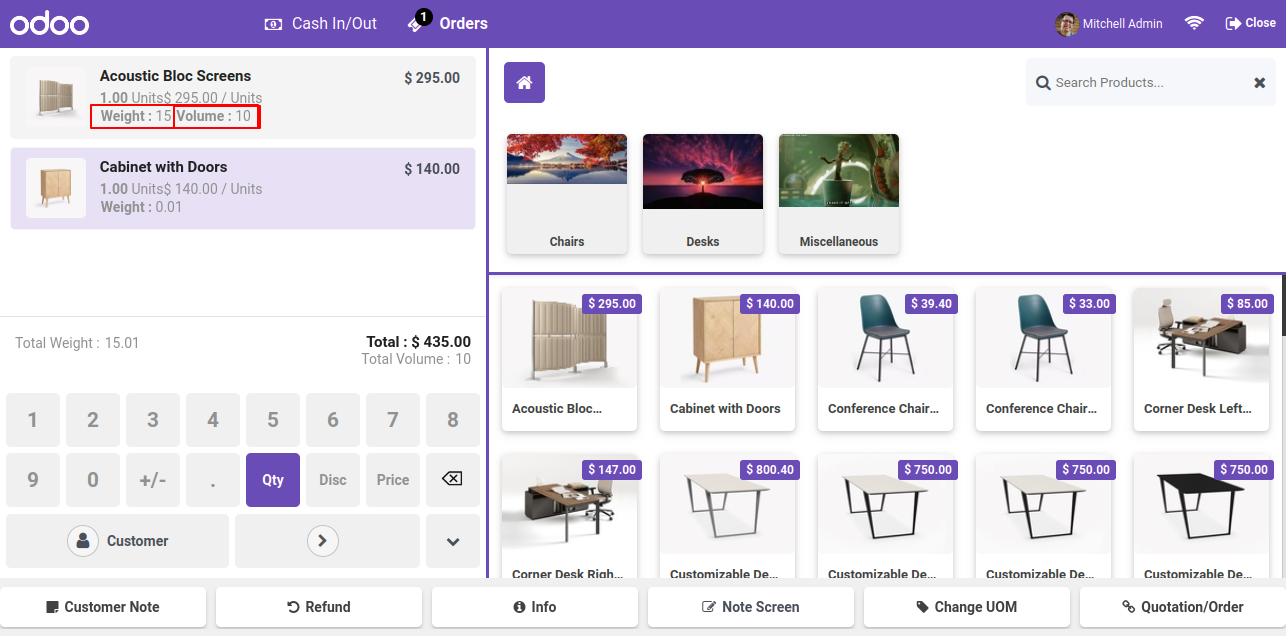 odoo
Cash In/Out
1
Orders
Mitchell Admin
Close
Acoustic Bloc Screens
$ 295.00
1.00 Units$ 295.00 / Units
Weight : 15 Volume : 10
Cabinet with Doors
$ 140.00
1.00 Units$ 140.00 / Units
Weight : 0.01
Total Weight : 15.01
Total : $ 435.00
Total Volume : 10
1 2 3 4 5 6 7 8
9 0 +/- . Qty Disc Price
Customer
Search Products...
Chairs
Desks
Miscellaneous
$ 295.00
$ 140.00
$ 39.40
$ 33.00
$ 85.00
Acoustic Bloc...
Cabinet with Doors
Conference Chair...
Conference Chair...
Corner Desk Left...
$ 147.00
$ 800.40
$ 750.00
$ 750.00
$ 750.00
Corner Desk Righ...
Customizable De...
Customizable De...
Customizable De...
Customizable De...
Customer Note
Refund
Info
Note Screen
Change UOM
Quotation/Order